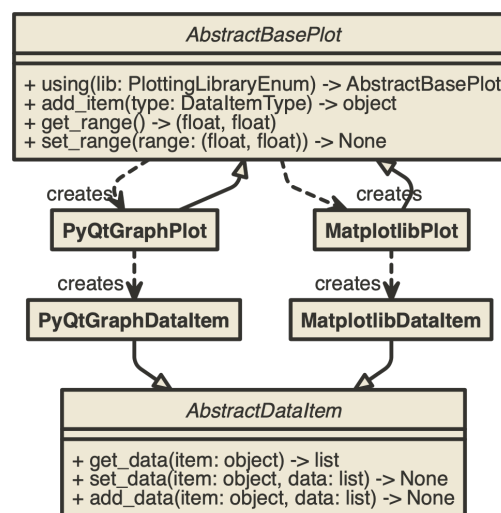 AbstractBasePlot
+ using(lib: PlottingLibraryEnum) -> AbstractBasePlot
+ add_item(type: DataItemType) -> object
+ get_range() -> (float, float)
+ set_range(range: (float, float)) -> None
creates creates
PyQtGraphPlot MatplotlibPlot
creates creates
PyQtGraphDataItem MatplotlibDataItem
AbstractDataItem
+ get_data(item: object) -> list
+ set_data(item: object, data: list) -> None
+ add_data(item: object, data: list) -> None